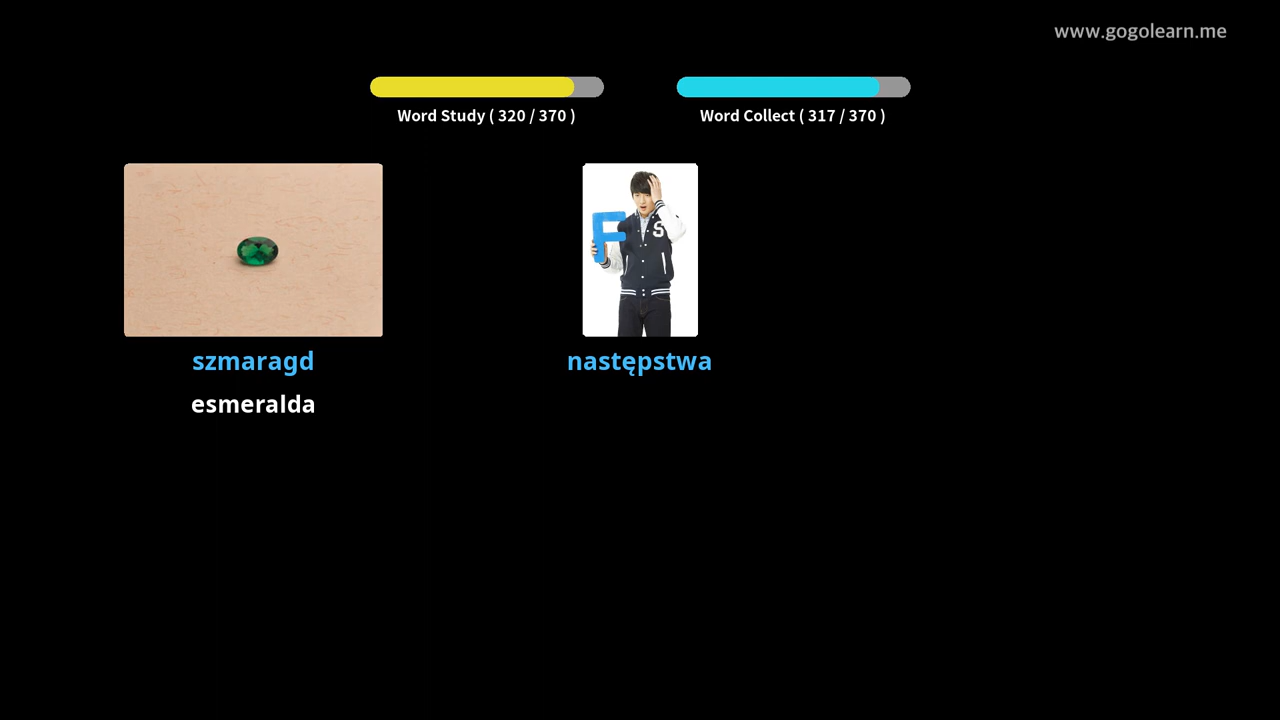 www.gogolearn.me
Word Study ( 320 / 370 )
Word Collect ( 317 / 370 )
F
S
szmaragd
następstwa
esmeralda